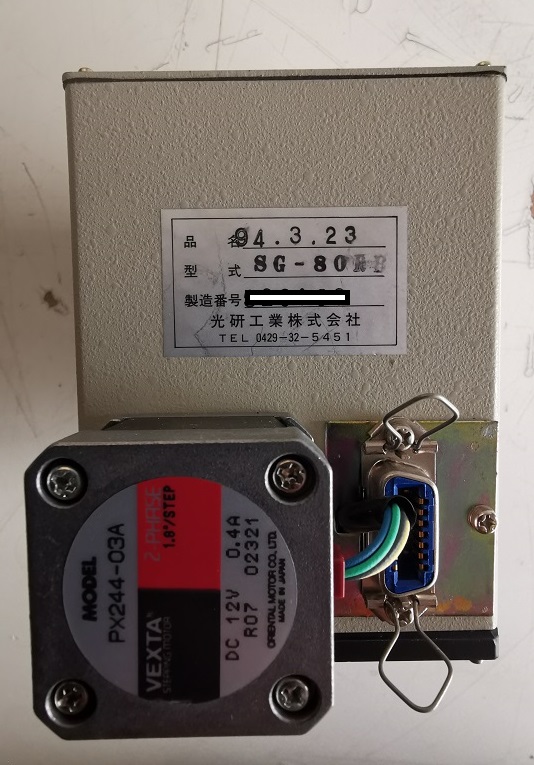 品名 94.3.23
型式 SG-80
製造番号
光研工業株式会社
TEL 0429-32-5451
MODEL
PX244-03A
2-PHASE
1.8°/STEP
VEXTA®
STEPPING MOTOR
DC 12V 0.4A
R07 02321
ORIENTAL MOTOR CO., LTD.
MADE IN JAPAN